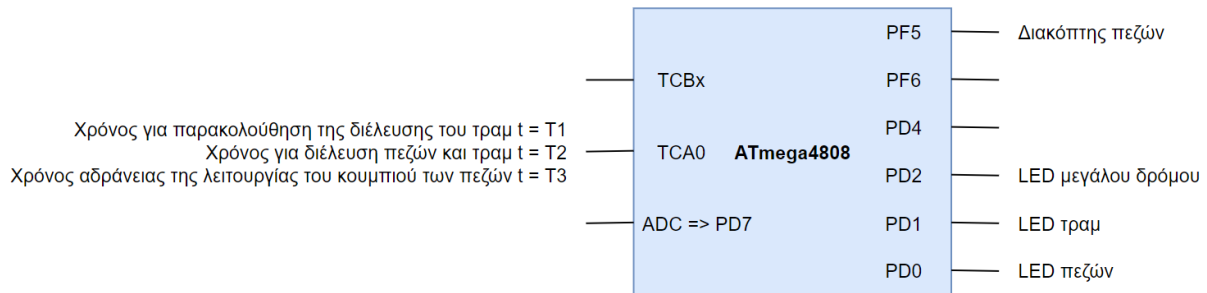 PF5
Διακόπτης πεζών
TCBx
PF6
Χρόνος για παρακολούθηση της διέλευσης του τραμ t = T1
PD4
Χρόνος για διέλευση πεζών και τραμ t = T2
TCA0
ATmega4808
Χρόνος αδράνειας της λειτουργίας του κουμπιού των πεζών t = T3
PD2
LED μεγάλου δρόμου
ADC => PD7
PD1
LED τραμ
PD0
LED πεζών